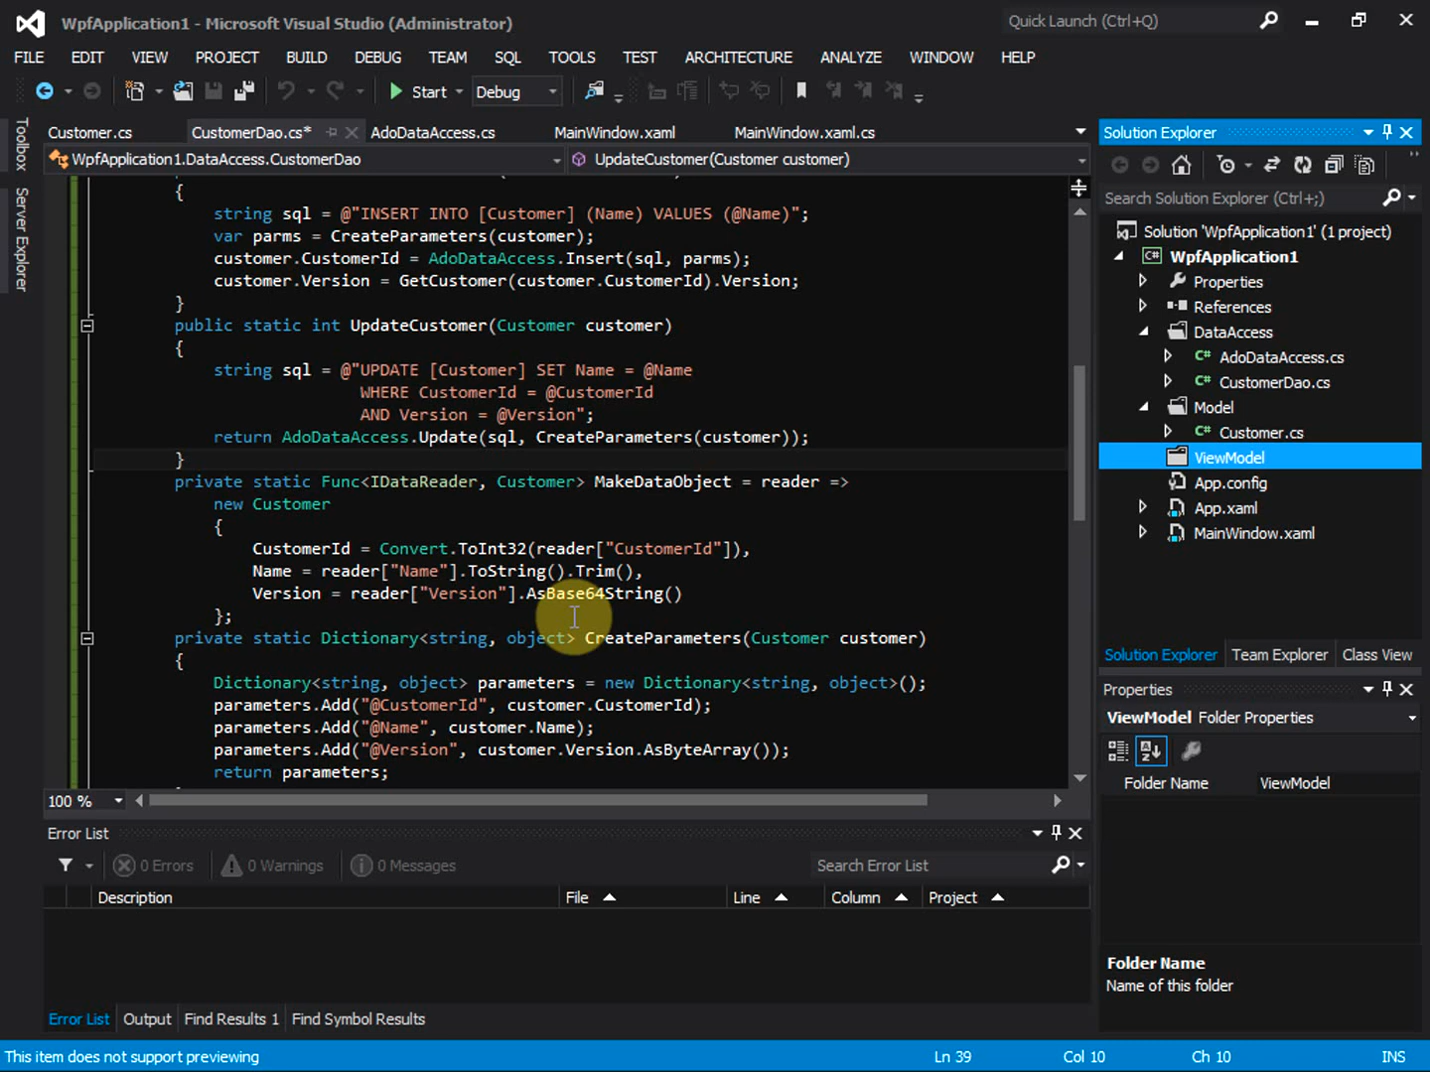 WpfApplication1 - Microsoft Visual Studio (Administrator)
Quick Launch (Ctrl+Q)
FILE EDIT VIEW PROJECT BUILD DEBUG TEAM SQL TOOLS TEST ARCHITECTURE ANALYZE WINDOW HELP
Start Debug
Toolbox
Server Explorer
Customer.cs CustomerDao.cs* AdoDataAccess.cs MainWindow.xaml MainWindow.xaml.cs
WpfApplication1.DataAccess.CustomerDao UpdateCustomer(Customer customer)
{
string sql = @"INSERT INTO [Customer] (Name) VALUES (@Name)";
var parms = CreateParameters(customer);
customer.CustomerId = AdoDataAccess.Insert(sql, parms);
customer.Version = GetCustomer(customer.CustomerId).Version;
}
public static int UpdateCustomer(Customer customer)
{
string sql = @"UPDATE [Customer] SET Name = @Name
WHERE CustomerId = @CustomerId
AND Version = @Version";
return AdoDataAccess.Update(sql, CreateParameters(customer));
}
private static Func<IDataReader, Customer> MakeDataObject = reader =>
new Customer
{
CustomerId = Convert.ToInt32(reader["CustomerId"]),
Name = reader["Name"].ToString().Trim(),
Version = reader["Version"].AsBase64String()
};
private static Dictionary<string, object> CreateParameters(Customer customer)
{
Dictionary<string, object> parameters = new Dictionary<string, object>();
parameters.Add("@CustomerId", customer.CustomerId);
parameters.Add("@Name", customer.Name);
parameters.Add("@Version", customer.Version.AsByteArray());
return parameters;
100 %
Error List
0 Errors 0 Warnings 0 Messages
Search Error List
Description File Line Column Project
Error List Output Find Results 1 Find Symbol Results
Solution Explorer
Search Solution Explorer (Ctrl+;)
Solution 'WpfApplication1' (1 project)
C# WpfApplication1
Properties
References
DataAccess
C# AdoDataAccess.cs
C# CustomerDao.cs
Model
C# Customer.cs
ViewModel
App.config
App.xaml
MainWindow.xaml
Solution Explorer Team Explorer Class View
Properties
ViewModel Folder Properties
Folder Name ViewModel
Folder Name
Name of this folder
This item does not support previewing
Ln 39 Col 10 Ch 10 INS